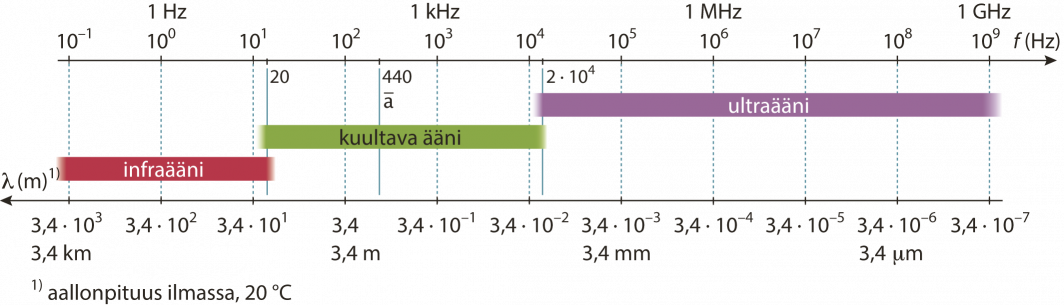 1 Hz 1 kHz 1 MHz 1 GHz
10⁻¹ 10⁰ 10¹ 10² 10³ 10⁴ 10⁵ 10⁶ 10⁷ 10⁸ 10⁹ f (Hz)
20 440 2 · 10⁴
a̅
ultraääni
kuultava ääni
infraääni
λ (m)¹⁾
3,4 · 10³ 3,4 · 10² 3,4 · 10¹ 3,4 3,4 · 10⁻¹ 3,4 · 10⁻² 3,4 · 10⁻³ 3,4 · 10⁻⁴ 3,4 · 10⁻⁵ 3,4 · 10⁻⁶ 3,4 · 10⁻⁷
3,4 km 3,4 m 3,4 mm 3,4 μm
¹⁾ aallonpituus ilmassa, 20 °C